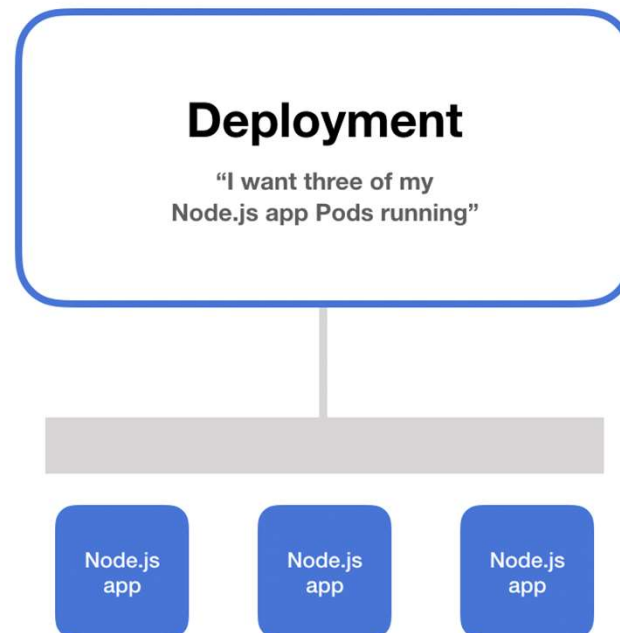 Deployment
“I want three of my
Node.js app Pods running”
Node.js
app
Node.js
app
Node.js
app